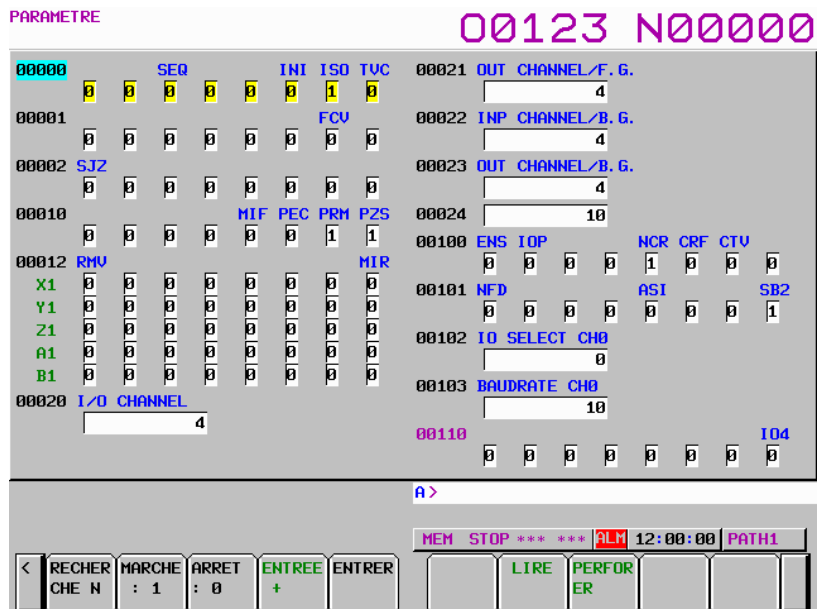 PARAMETRE
O0123 N00000
00000 SEQ INI ISO TVC
0 0 0 0 0 0 1 0
00001 FCV
0 0 0 0 0 0 0 0
00002 SJZ
0 0 0 0 0 0 0 0
00010 MIF PEC PRM PZS
0 0 0 0 0 0 1 1
00012 RMV MIR
X1 0 0 0 0 0 0 0 0
Y1 0 0 0 0 0 0 0 0
Z1 0 0 0 0 0 0 0 0
A1 0 0 0 0 0 0 0 0
B1 0 0 0 0 0 0 0 0
00020 I/O CHANNEL
4
00021 OUT CHANNEL/F.G.
4
00022 INP CHANNEL/B.G.
4
00023 OUT CHANNEL/B.G.
4
00024 10
00100 ENS IOP NCR CRF CTV
0 0 0 0 1 0 0 0
00101 NFD ASI SB2
0 0 0 0 0 0 0 1
00102 IO SELECT CH0
0
00103 BAUDRATE CH0
10
00110 IO4
0 0 0 0 0 0 0 0
A>
MEM STOP *** *** ALM 12:00:00 PATH1
< RECHER MARCHE ARRET ENTREE ENTRER LIRE PERFOR
CHE N : 1 : 0 + ER